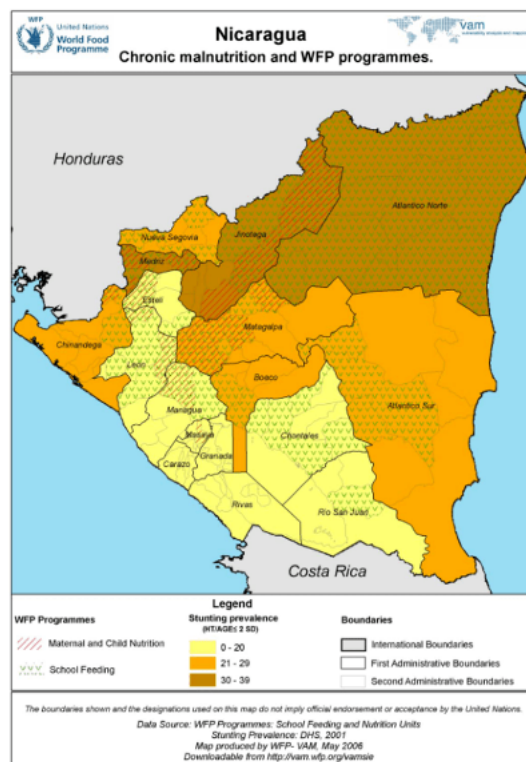 WFP
United Nations
World Food
Programme
Nicaragua
Chronic malnutrition and WFP programmes.
vam
Honduras
Atlantico Norte
Jinotega
Nueva Segovia
Madriz
Esteli
Chinandega
Matagalpa
Leon
Boaco
Managua
Atlantico Sur
Masaya
Chontales
Granada
Carazo
Rivas
Rio San Juan
Costa Rica
Legend
WFP Programmes
Maternal and Child Nutrition
School Feeding
Stunting prevalence
(HT/AGE≤ 2 SD)
0 - 20
21 - 29
30 - 39
Boundaries
International Boundaries
First Administrative Boundaries
Second Administrative Boundaries
The boundaries shown and the designations used on this map do not imply official endorsement or acceptance by the United Nations.
Data Source: WFP Programmes: School Feeding and Nutrition Units
Stunting Prevalence: DHS, 2001
Map produced by WFP- VAM, May 2006
Downloadable from http://vam.wfp.org/vamsie